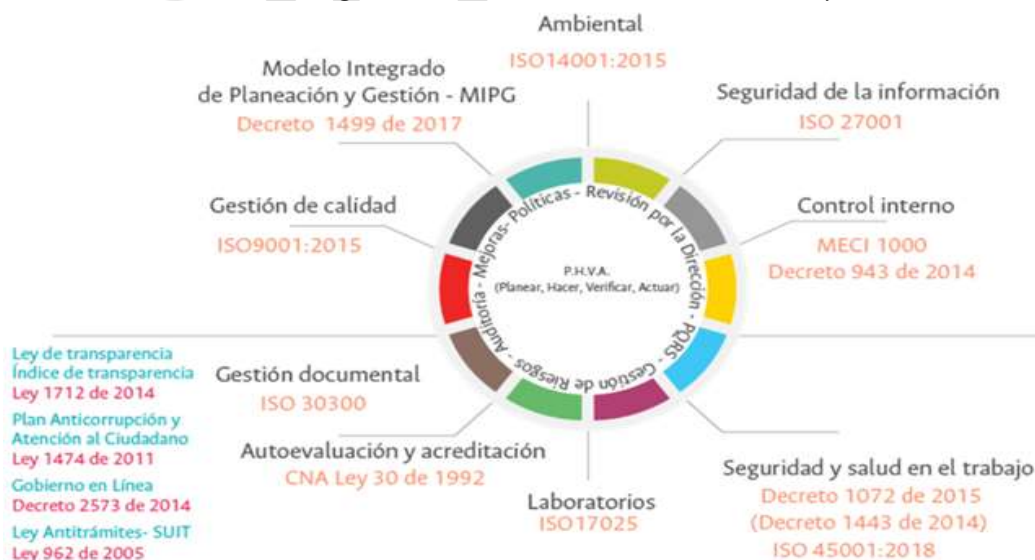 Ambiental
ISO14001:2015
Modelo Integrado
de Planeación y Gestión - MIPG
Decreto 1499 de 2017
Seguridad de la información
ISO 27001
Gestión de calidad
ISO9001:2015
Control interno
MECI 1000
Decreto 943 de 2014
Políticas - Revisión por la Dirección - PQRS - Gestión de Riesgos - Auditoría - Mejoras-
P.H.V.A.
(Planear, Hacer, Verificar, Actuar)
Ley de transparencia
Índice de transparencia
Ley 1712 de 2014
Plan Anticorrupción y
Atención al Ciudadano
Ley 1474 de 2011
Gobierno en Línea
Decreto 2573 de 2014
Ley Antitrámites- SUIT
Ley 962 de 2005
Gestión documental
ISO 30300
Autoevaluación y acreditación
CNA Ley 30 de 1992
Laboratorios
ISO17025
Seguridad y salud en el trabajo
Decreto 1072 de 2015
(Decreto 1443 de 2014)
ISO 45001:2018